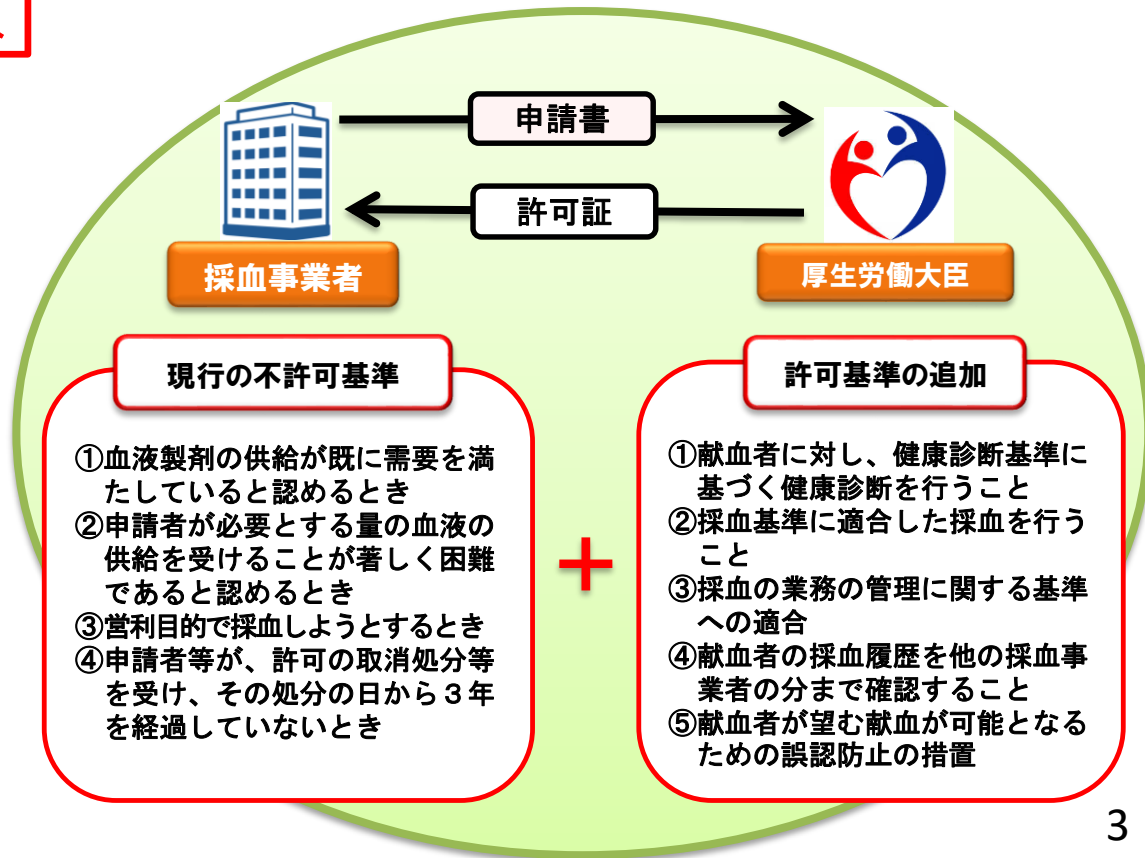 申請書
許可証
採血事業者
厚生労働大臣
現行の不許可基準
①血液製剤の供給が既に需要を満
たしていると認めるとき
②申請者が必要とする量の血液の
供給を受けることが著しく困難
であると認めるとき
③営利目的で採血しようとするとき
④申請者等が、許可の取消処分等
を受け、その処分の日から３年
を経過していないとき
＋
許可基準の追加
①献血者に対し、健康診断基準に
基づく健康診断を行うこと
②採血基準に適合した採血を行う
こと
③採血の業務の管理に関する基準
への適合
④献血者の採血履歴を他の採血事
業者の分まで確認すること
⑤献血者が望む献血が可能となる
ための誤認防止の措置
3